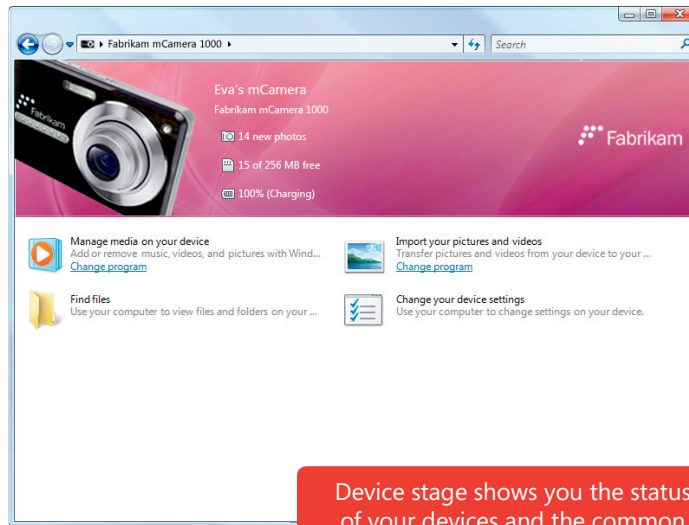 Fabrikam mCamera 1000
Search
Eva's mCamera
Fabrikam mCamera 1000
14 new photos
15 of 256 MB free
100% (Charging)
Fabrikam
Fabrikam
Manage media on your device
Add or remove music, videos, and pictures with Wind...
Change program
Import your pictures and videos
Transfer pictures and videos from your device to your ...
Change program
Find files
Use your computer to view files and folders on your ...
Change your device settings
Use your computer to change settings on your device.
Device stage shows you the status
of your devices and the common